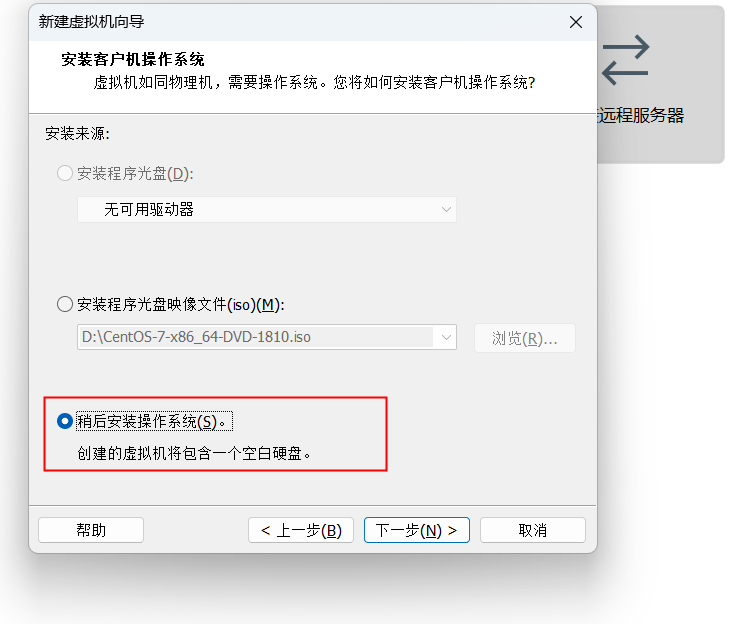 新建虚拟机向导
安装客户机操作系统
虚拟机如同物理机，需要操作系统。您将如何安装客户机操作系统?
远程服务器
安装来源:
安装程序光盘(D):
无可用驱动器
安装程序光盘映像文件(iso)(M):
D:\CentOS-7-x86_64-DVD-1810.iso
浏览(R)...
稍后安装操作系统(S)。
创建的虚拟机将包含一个空白硬盘。
帮助
< 上一步(B)
下一步(N) >
取消